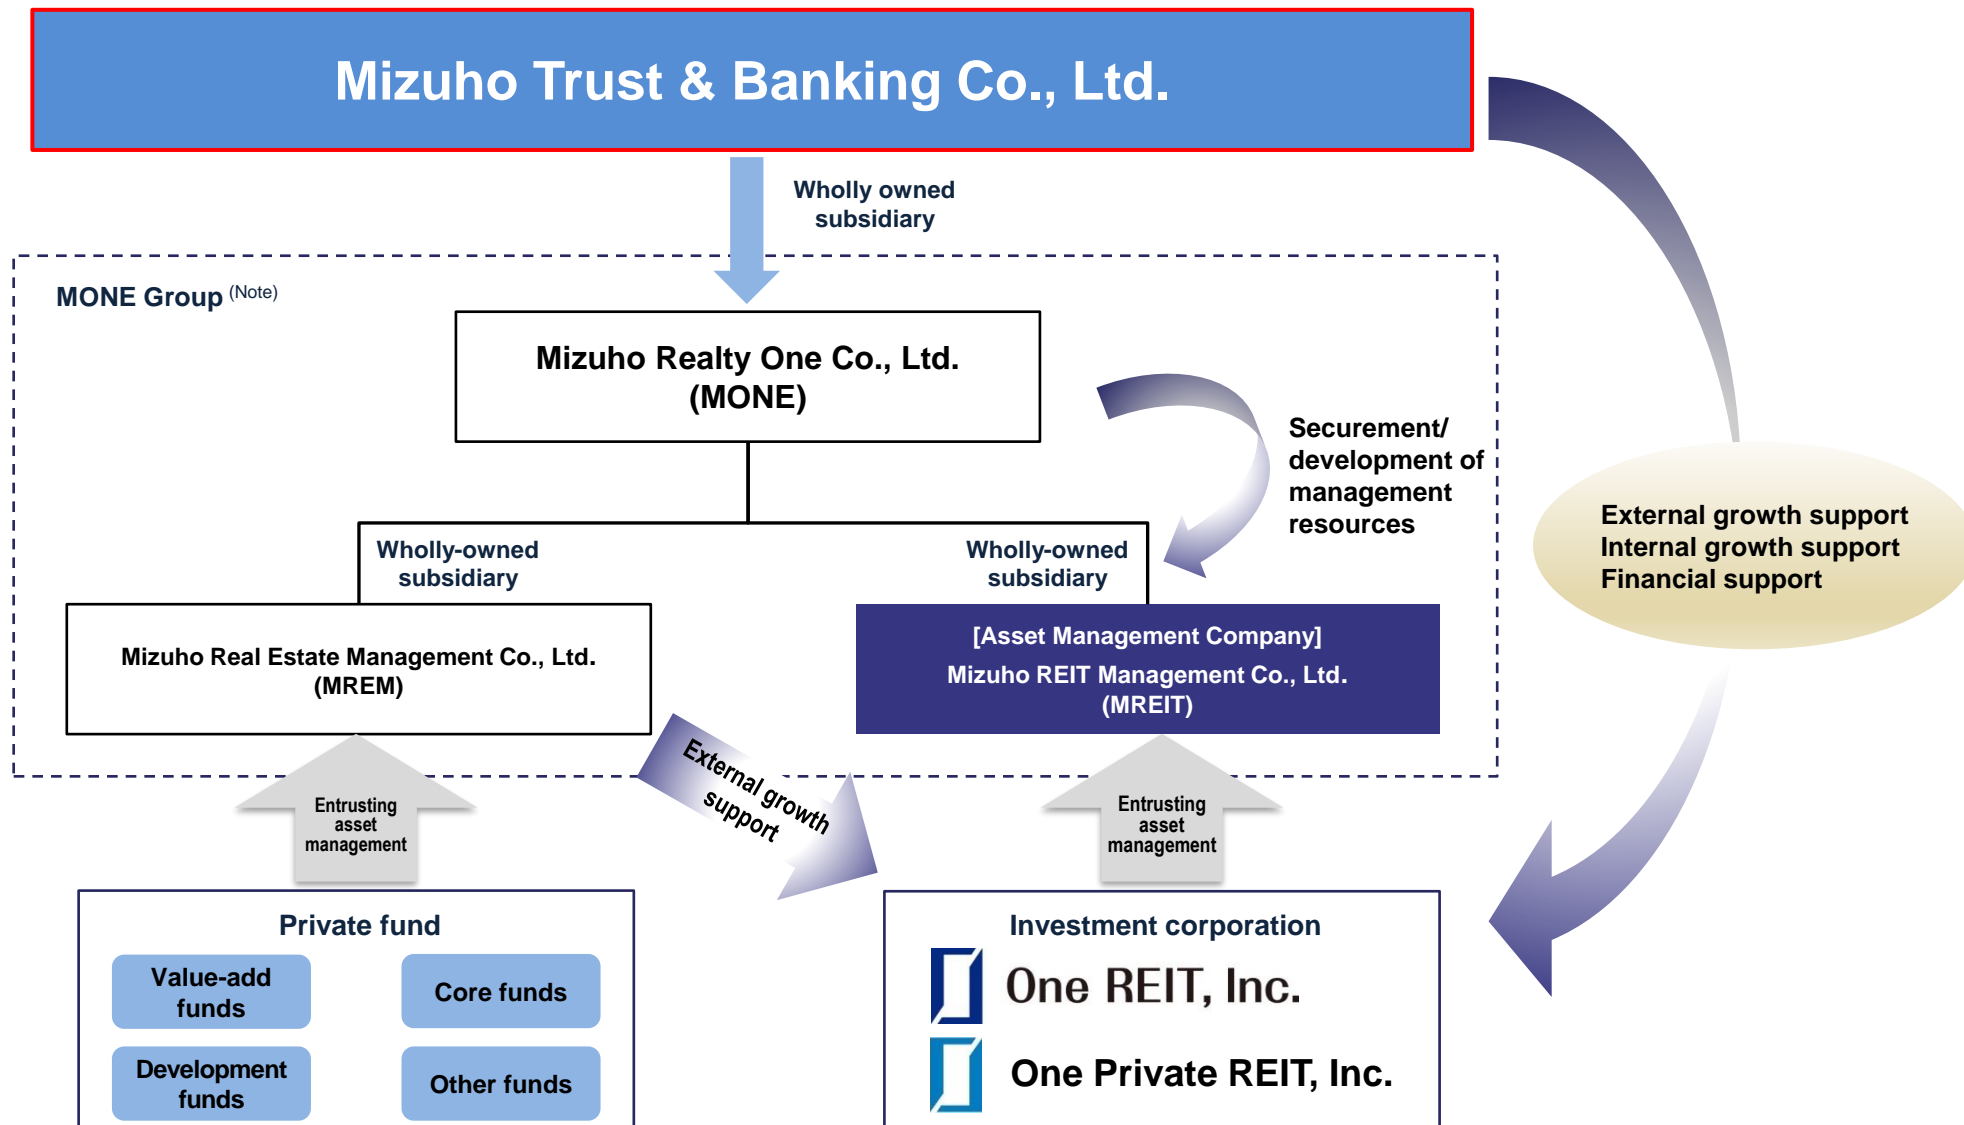 Mizuho Trust & Banking Co., Ltd.
Wholly owned
subsidiary
MONE Group (Note)
Mizuho Realty One Co., Ltd.
(MONE)
Securement/
development of
management
resources
External growth support
Internal growth support
Financial support
Wholly-owned
subsidiary
Wholly-owned
subsidiary
Mizuho Real Estate Management Co., Ltd.
(MREM)
[Asset Management Company]
Mizuho REIT Management Co., Ltd.
(MREIT)
Entrusting
asset
management
External growth
support
Entrusting
asset
management
Private fund
Value-add
funds
Core funds
Development
funds
Other funds
Investment corporation
One REIT, Inc.
One Private REIT, Inc.